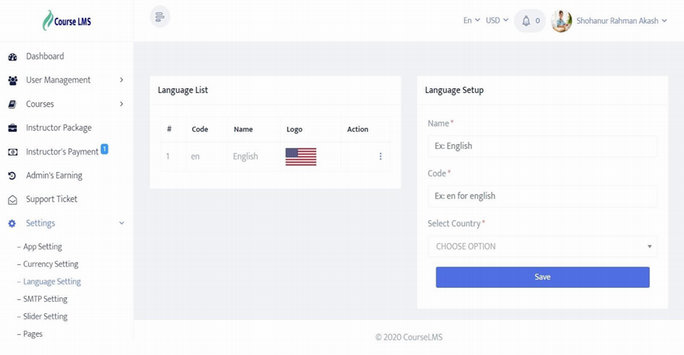 Course LMS
En USD 0 Shohanur Rahman Akash
Dashboard
User Management
Courses
Instructor Package
Instructor's Payment 1
Admin's Earning
Support Ticket
Settings
– App Setting
– Currency Setting
– Language Setting
– SMTP Setting
– Slider Setting
– Pages
Language List
# Code Name Logo Action
1 en English
Language Setup
Name *
Ex: English
Code *
Ex: en for english
Select Country *
CHOOSE OPTION
Save
© 2020 CourseLMS